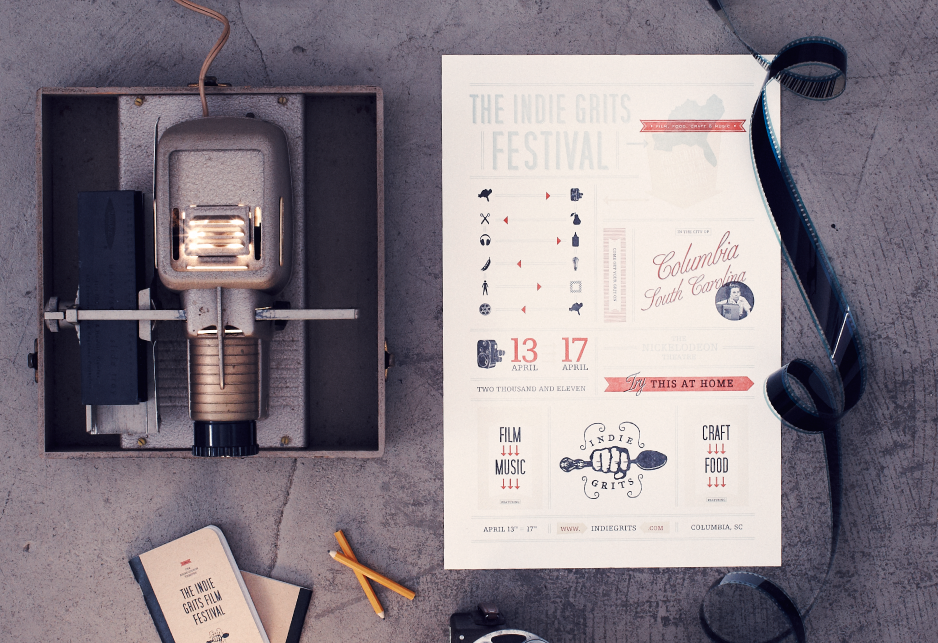 THE INDIE GRITS
FESTIVAL
FILM, FOOD, CRAFT & MUSIC
IN THE CITY OF
Columbia
South Carolina
13 APRIL
17 APRIL
TWO THOUSAND AND ELEVEN
THE
NICKELODEON
THEATRE
Try THIS AT HOME
FILM
MUSIC
INDIE
GRITS
CRAFT
FOOD
APRIL 13TH - 17TH
WWW. INDIEGRITS .COM
COLUMBIA, SC
THE INDIE
GRITS FILM
FESTIVAL